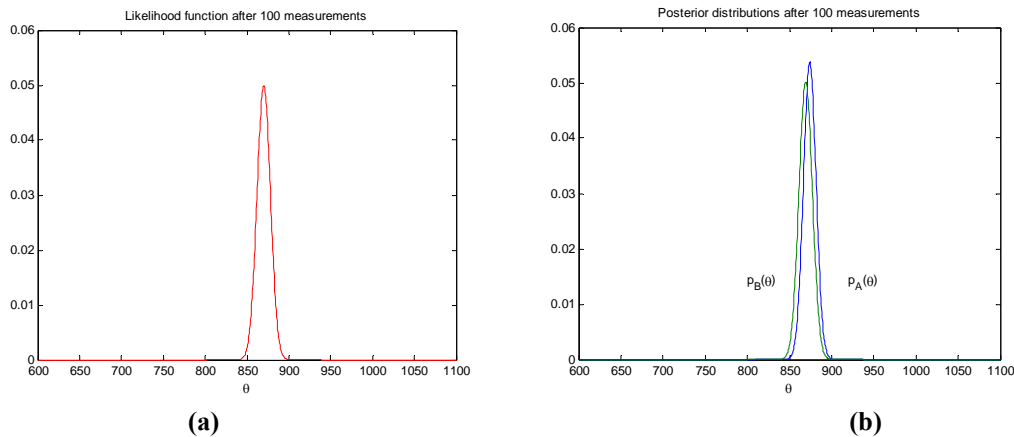 Likelihood function after 100 measurements
0.06
0.05
0.04
0.03
0.02
0.01
0
600 650 700 750 800 850 900 950 1000 1050 1100
θ
(a)
Posterior distributions after 100 measurements
0.06
0.05
0.04
0.03
0.02
0.01
0
p_B(θ) p_A(θ)
600 650 700 750 800 850 900 950 1000 1050 1100
θ
(b)